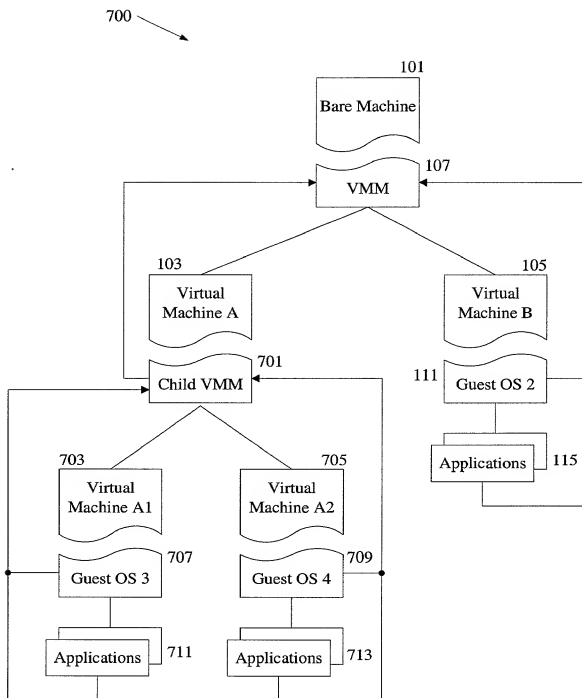 700
101
Bare Machine
107
VMM
103
Virtual
Machine A
105
Virtual
Machine B
701
Child VMM
111
Guest OS 2
Applications
115
703
Virtual
Machine A1
705
Virtual
Machine A2
707
Guest OS 3
709
Guest OS 4
Applications
711
Applications
713